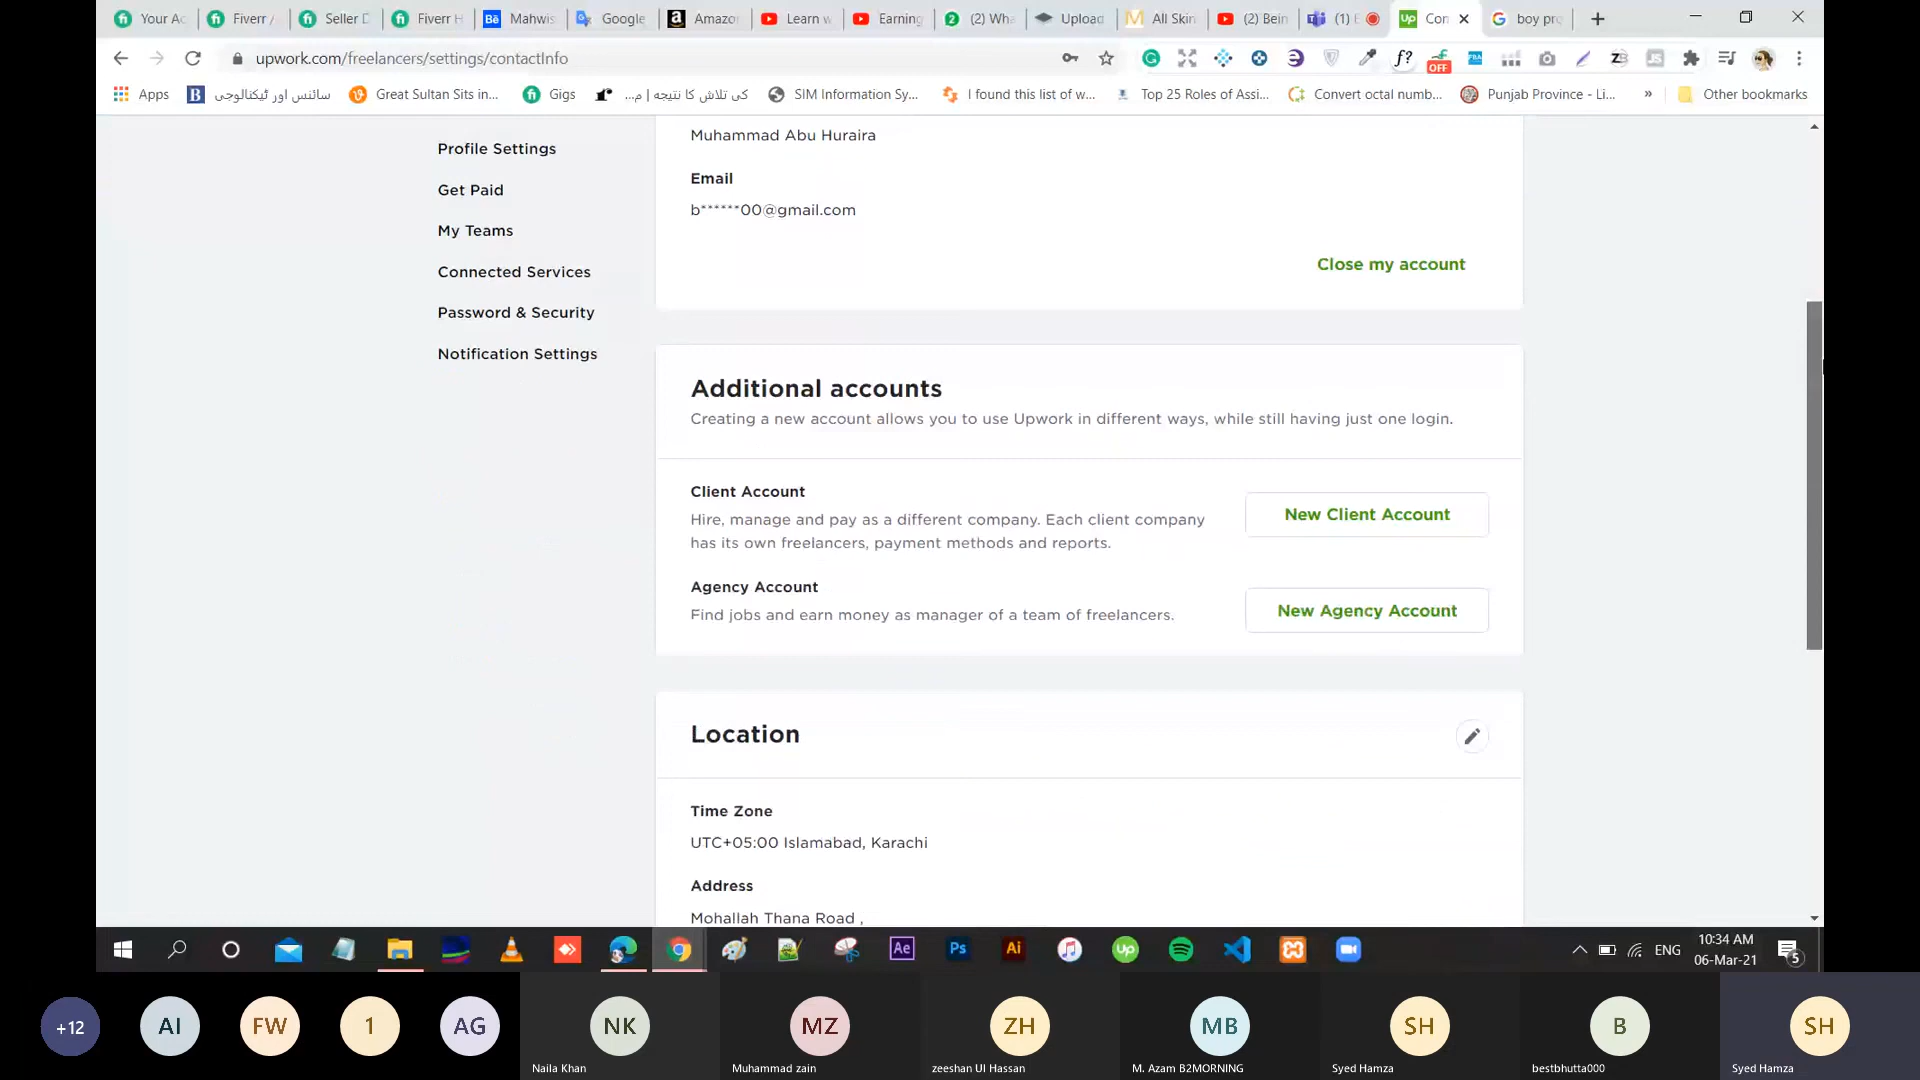 Your Ac
Fiverr /
Seller D
Fiverr H
Mahwis
Google
Amazo
Learn w
Earning
(2) Wha
Upload
All Skin
(2) Bein
(1)
Con
boy pro
upwork.com/freelancers/settings/contactInfo
OFF
Apps
سائنس اور ٹیکنالوجی
Great Sultan Sits in...
Gigs
کی تلاش کا نتیجه | م...
SIM Information Sy...
I found this list of w...
Top 25 Roles of Assi...
Convert octal numb...
Punjab Province - Li...
»
Other bookmarks
Profile Settings
Get Paid
My Teams
Connected Services
Password & Security
Notification Settings
Muhammad Abu Huraira
Email
b******00@gmail.com
Close my account
Additional accounts
Creating a new account allows you to use Upwork in different ways, while still having just one login.
Client Account
Hire, manage and pay as a different company. Each client company
has its own freelancers, payment methods and reports.
New Client Account
Agency Account
Find jobs and earn money as manager of a team of freelancers.
New Agency Account
Location
Time Zone
UTC+05:00 Islamabad, Karachi
Address
Mohallah Thana Road ,
Ae
Ps
Ai
Up
ENG
10:34 AM
06-Mar-21
5
+12
AI
FW
1
AG
NK
Naila Khan
MZ
Muhammad zain
ZH
zeeshan Ul Hassan
MB
M. Azam B2MORNING
SH
Syed Hamza
B
bestbhutta000
SH
Syed Hamza